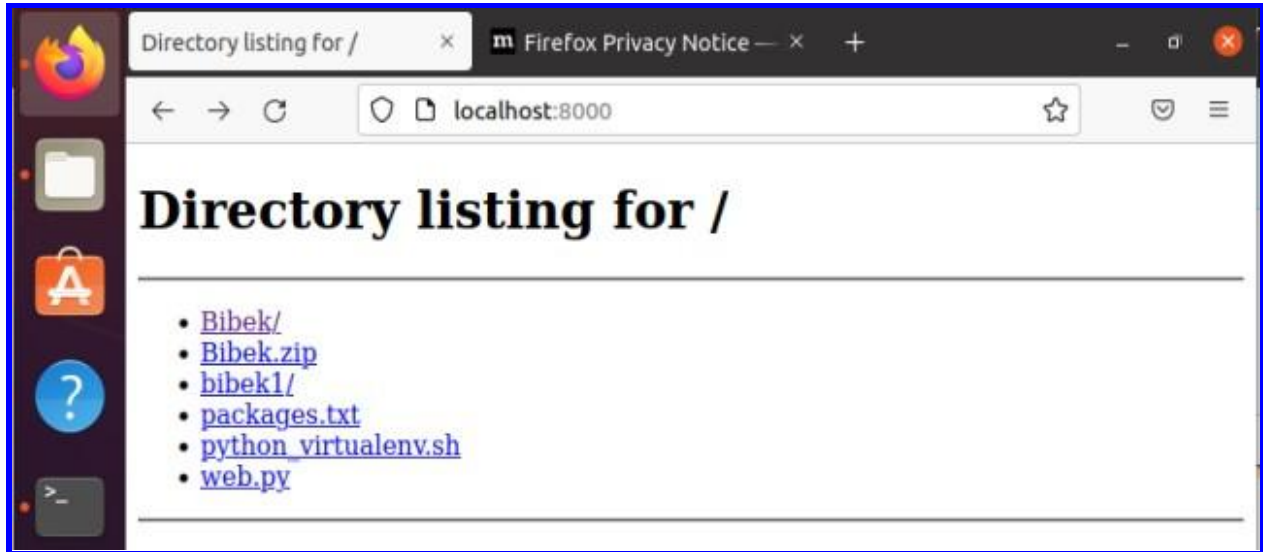 Directory listing for /
m Firefox Privacy Notice —
localhost:8000
Directory listing for /
Bibek/
Bibek.zip
bibek1/
packages.txt
python_virtualenv.sh
web.py